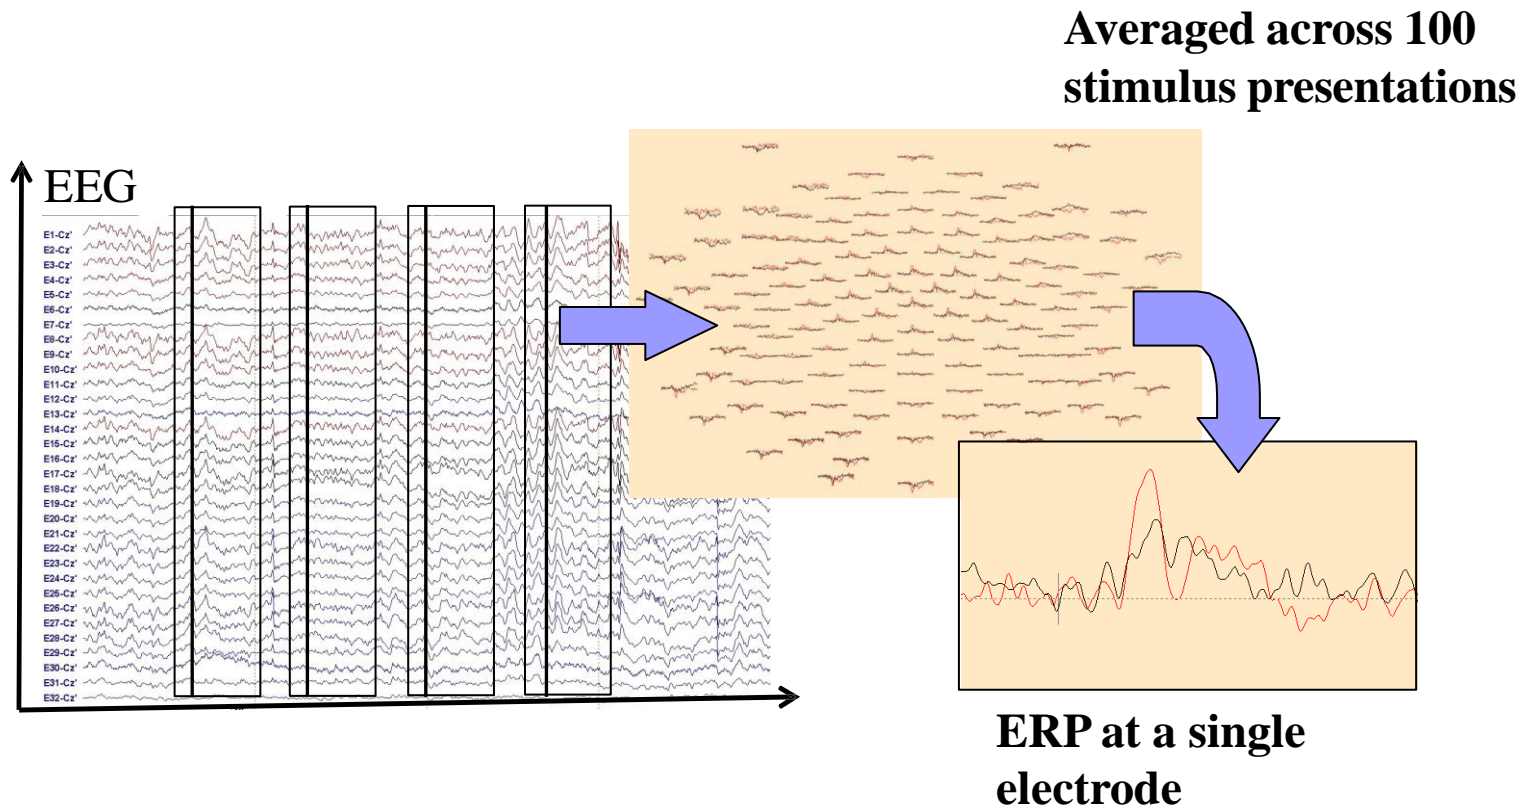 Averaged across 100
stimulus presentations
EEG
E1-Cz'
E2-Cz'
E3-Cz'
E4-Cz'
E5-Cz'
E6-Cz'
E7-Cz'
E8-Cz'
E9-Cz'
E10-Cz'
E11-Cz'
E12-Cz'
E13-Cz'
E14-Cz'
E15-Cz'
E16-Cz'
E17-Cz'
E18-Cz'
E19-Cz'
E20-Cz'
E21-Cz'
E22-Cz'
E23-Cz'
E24-Cz'
E25-Cz'
E26-Cz'
E27-Cz'
E28-Cz'
E29-Cz'
E30-Cz'
E31-Cz'
E32-Cz'
ERP at a single
electrode